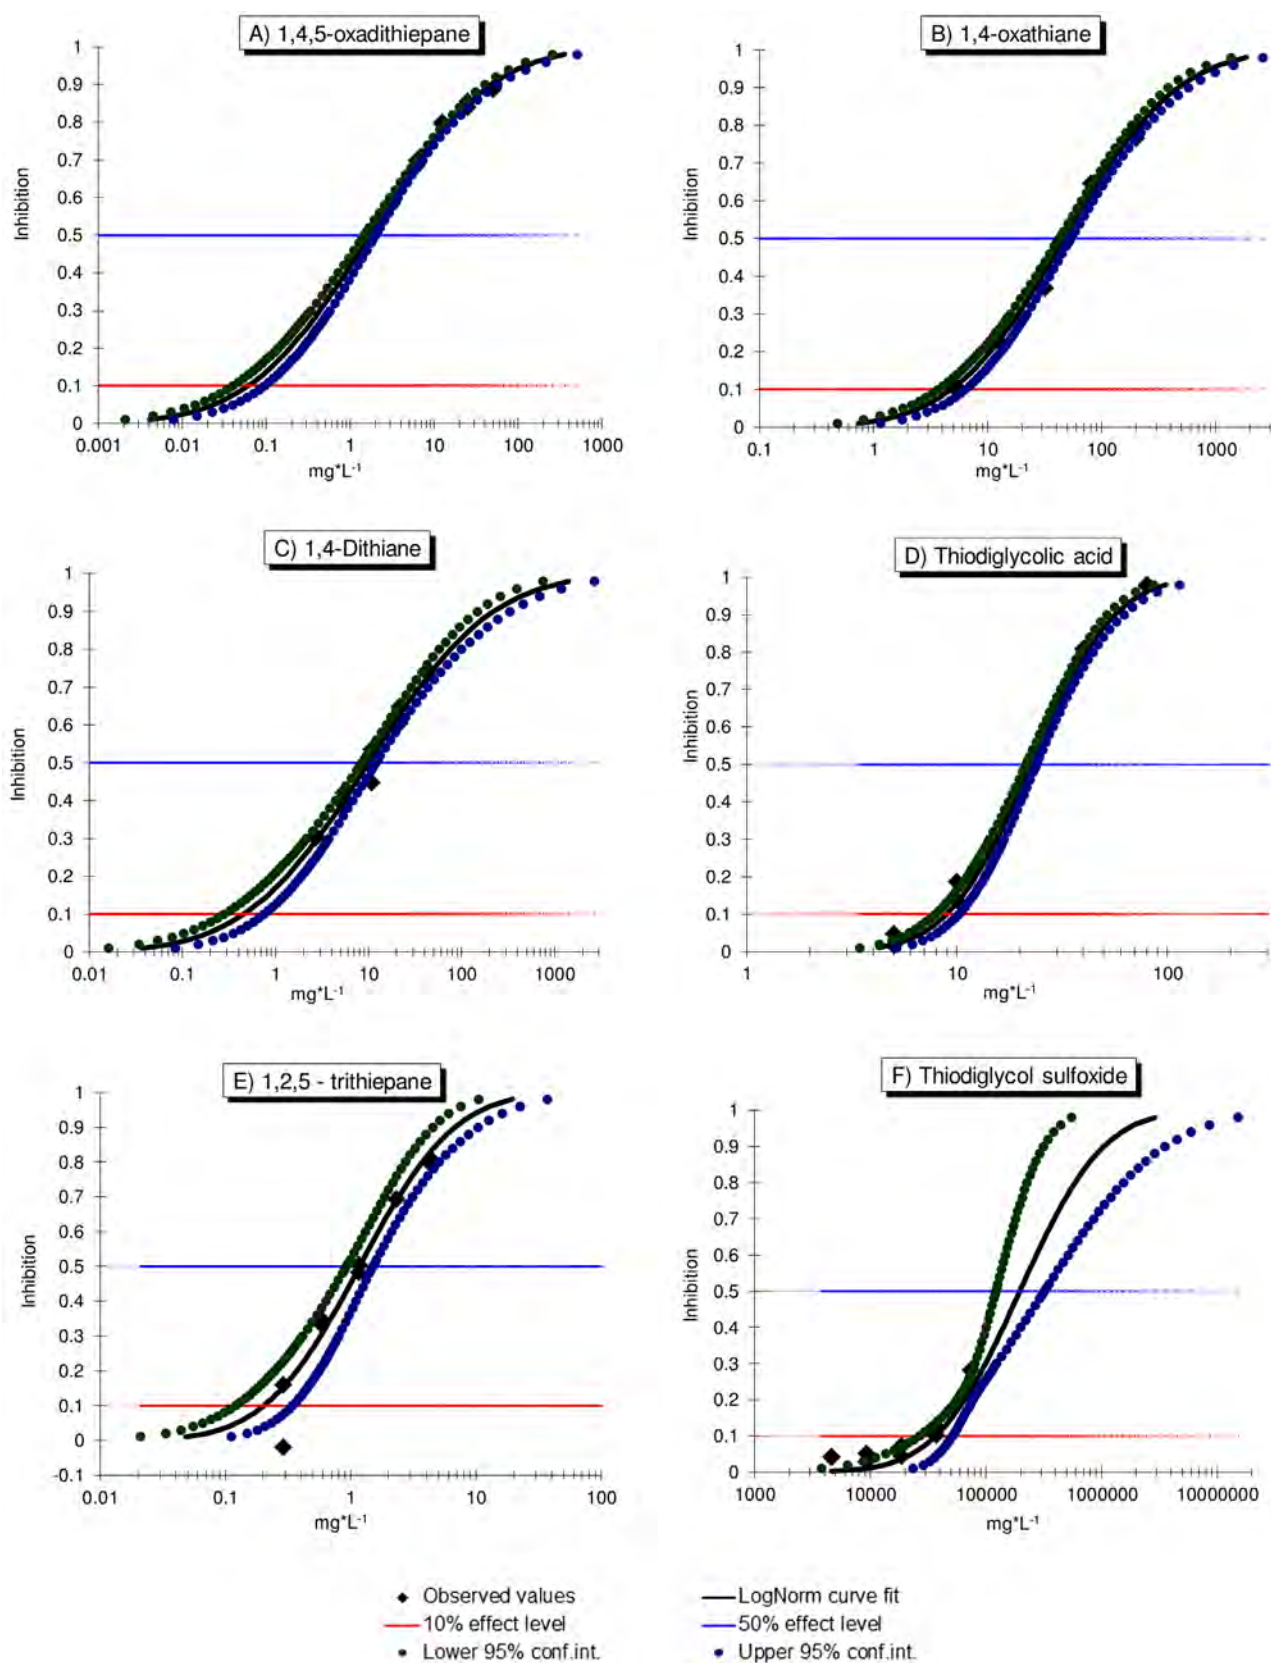 A) 1,4,5-oxadithiepane
1
0.9
0.8
0.7
0.6
0.5
0.4
0.3
0.2
0.1
0
Inhibition
0.001 0.01 0.1 1 10 100 1000
mg*L-1
B) 1,4-oxathiane
1
0.9
0.8
0.7
0.6
0.5
0.4
0.3
0.2
0.1
0
Inhibition
0.1 1 10 100 1000
mg*L-1
C) 1,4-Dithiane
1
0.9
0.8
0.7
0.6
0.5
0.4
0.3
0.2
0.1
0
Inhibition
0.01 0.1 1 10 100 1000
mg*L-1
D) Thiodiglycolic acid
1
0.9
0.8
0.7
0.6
0.5
0.4
0.3
0.2
0.1
0
Inhibition
1 10 100
mg*L-1
E) 1,2,5 - trithiepane
1
0.9
0.8
0.7
0.6
0.5
0.4
0.3
0.2
0.1
0
-0.1
Inhibition
0.01 0.1 1 10 100
mg*L-1
F) Thiodiglycol sulfoxide
1
0.9
0.8
0.7
0.6
0.5
0.4
0.3
0.2
0.1
0
Inhibition
1000 10000 100000 1000000 10000000
mg*L-1
Observed values
LogNorm curve fit
10% effect level
50% effect level
Lower 95% conf.int.
Upper 95% conf.int.